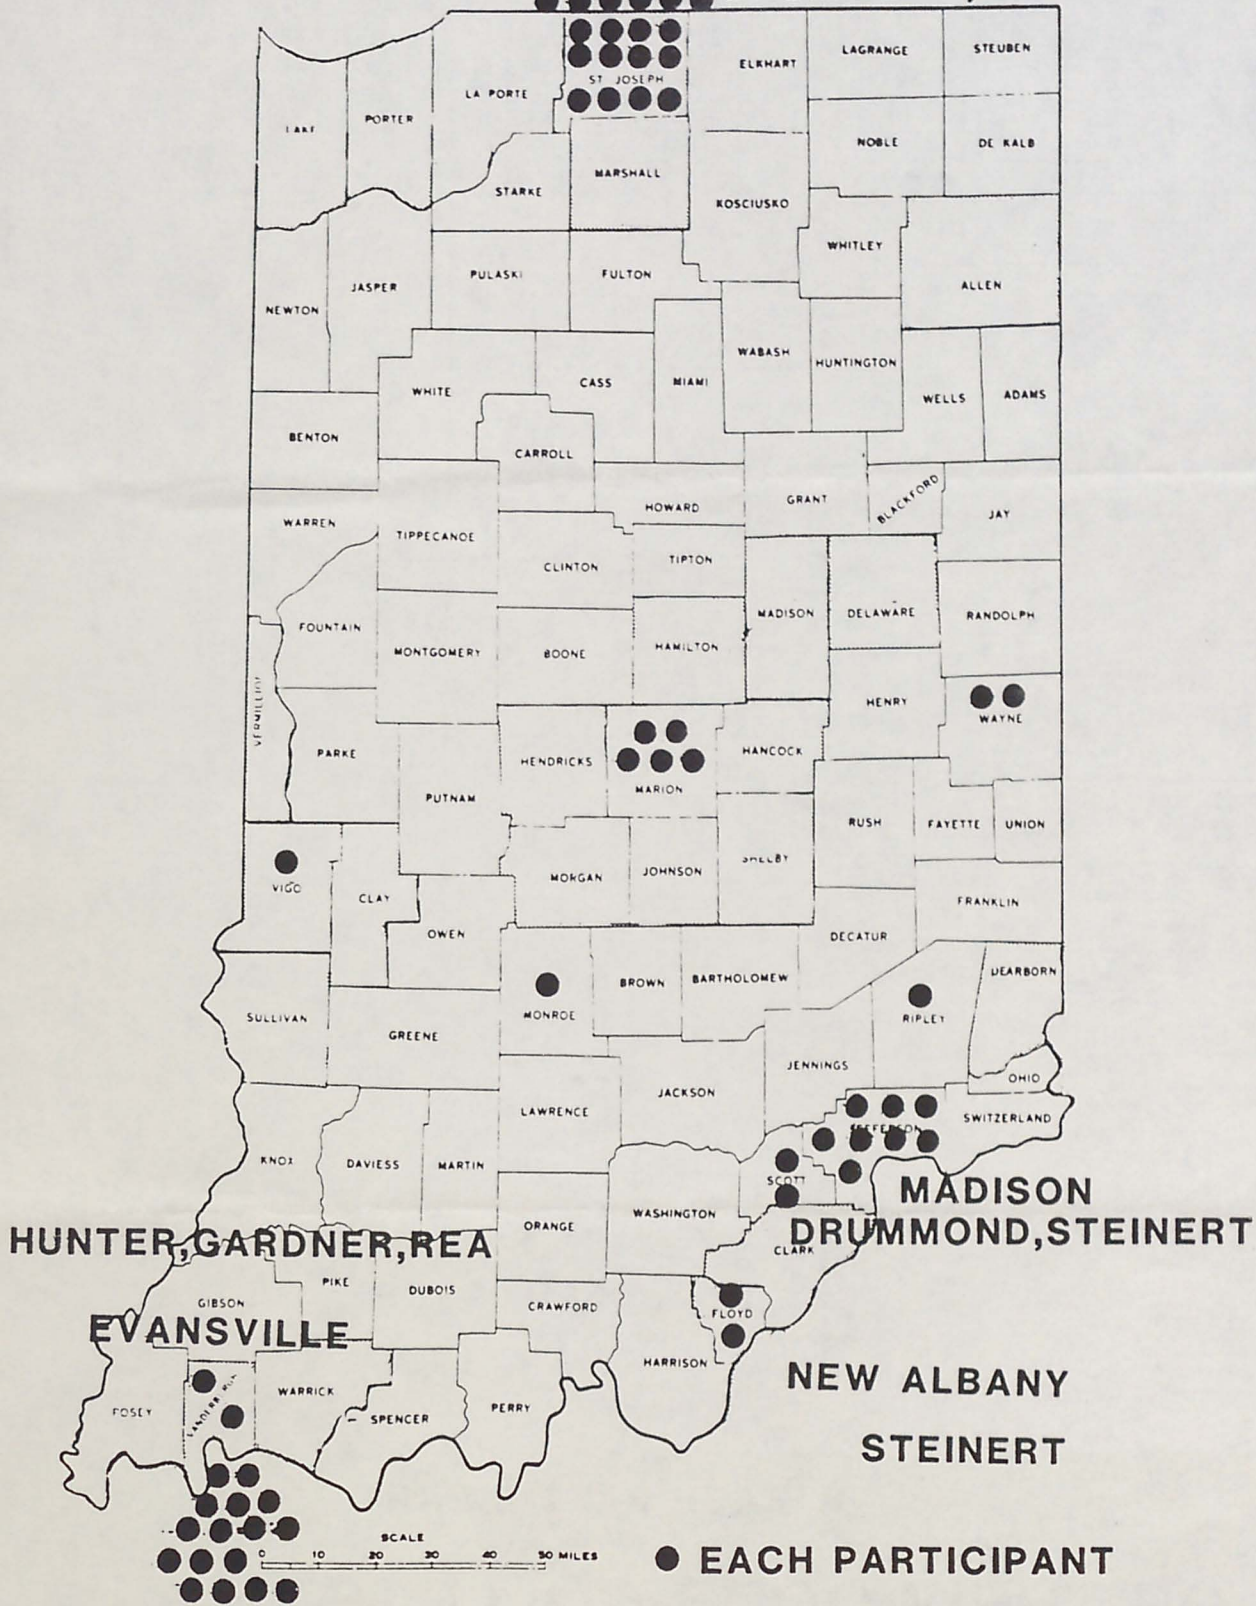 LAGRANGE
STEUBEN
ELKHART
ST JOSEPH
LA PORTE
PORTER
LAKE
NOBLE
DE KALB
MARSHALL
STARKE
KOSCIUSKO
WHITLEY
PULASKI
FULTON
JASPER
ALLEN
NEWTON
WABASH
HUNTINGTON
WHITE
CASS
MIAMI
WELLS
ADAMS
BENTON
CARROLL
HOWARD
GRANT
BLACKFORD
JAY
WARREN
TIPPECANOE
CLINTON
TIPTON
MADISON
DELAWARE
RANDOLPH
FOUNTAIN
MONTGOMERY
BOONE
HAMILTON
HENRY
WAYNE
VERMILLION
PARKE
HENDRICKS
MARION
HANCOCK
PUTNAM
RUSH
FAYETTE
UNION
VIGO
CLAY
MORGAN
JOHNSON
SHELBY
FRANKLIN
OWEN
DECATUR
DEARBORN
BROWN
BARTHOLOMEW
SULLIVAN
MONROE
RIPLEY
GREENE
JENNINGS
OHIO
JACKSON
LAWRENCE
JEFFERSON
SWITZERLAND
KNOX
DAVIESS
MARTIN
SCOTT
MADISON
WASHINGTON
ORANGE
DRUMMOND,STEINERT
HUNTER,GARDNER,REA
CLARK
PIKE
DUBOIS
GIBSON
CRAWFORD
FLOYD
EVANSVILLE
HARRISON
NEW ALBANY
WARRICK
POSEY
VANDERBURGH
SPENCER
PERRY
STEINERT
SCALE
0 10 20 30 40 50 MILES
EACH PARTICIPANT